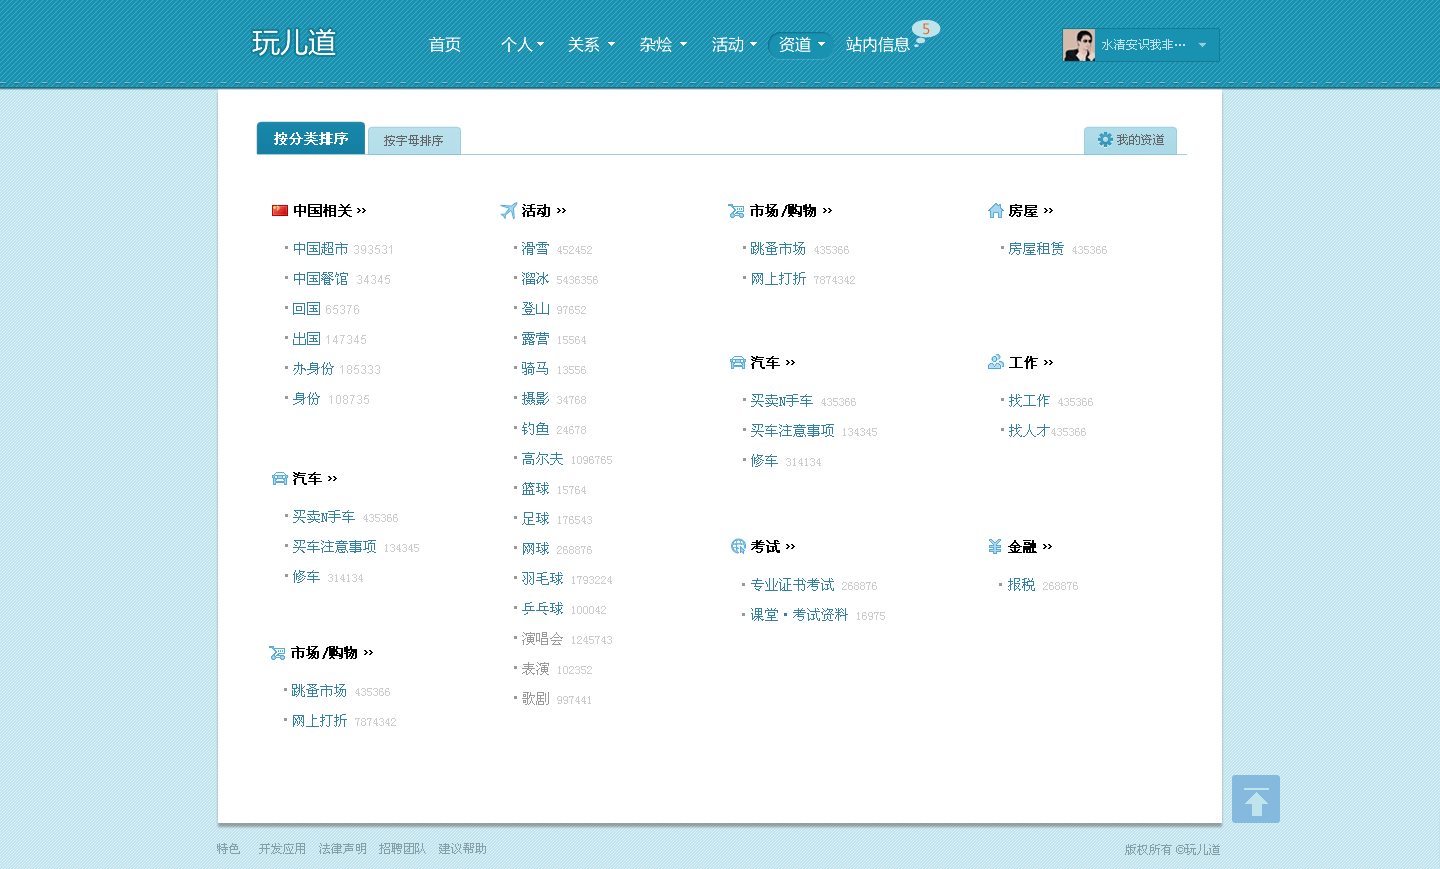 玩儿道
首页 个人 关系 杂烩 活动 资道 站内信息 5
水清安识我非…
按分类排序 按字母排序 我的资道
中国相关 ››
中国超市 393531
中国餐馆 34345
回国 65376
出国 147345
办身份 185333
身份 108735
汽车 ››
买卖N手车 435366
买车注意事项 134345
修车 314134
市场/购物 ››
跳蚤市场 435366
网上打折 7874342
活动 ››
滑雪 452452
溜冰 5436356
登山 97652
露营 15564
骑马 13556
摄影 34768
钓鱼 24678
高尔夫 1096765
篮球 15764
足球 176543
网球 268876
羽毛球 1793224
乒乓球 100042
演唱会 1245743
表演 102352
歌剧 997441
市场/购物 ››
跳蚤市场 435366
网上打折 7874342
汽车 ››
买卖N手车 435366
买车注意事项 134345
修车 314134
考试 ››
专业证书考试 268876
课堂·考试资料 16975
房屋 ››
房屋租赁 435366
工作 ››
找工作 435366
找人才435366
金融 ››
报税 268876
特色 开发应用 法律声明 招聘团队 建议帮助
版权所有 ©玩儿道